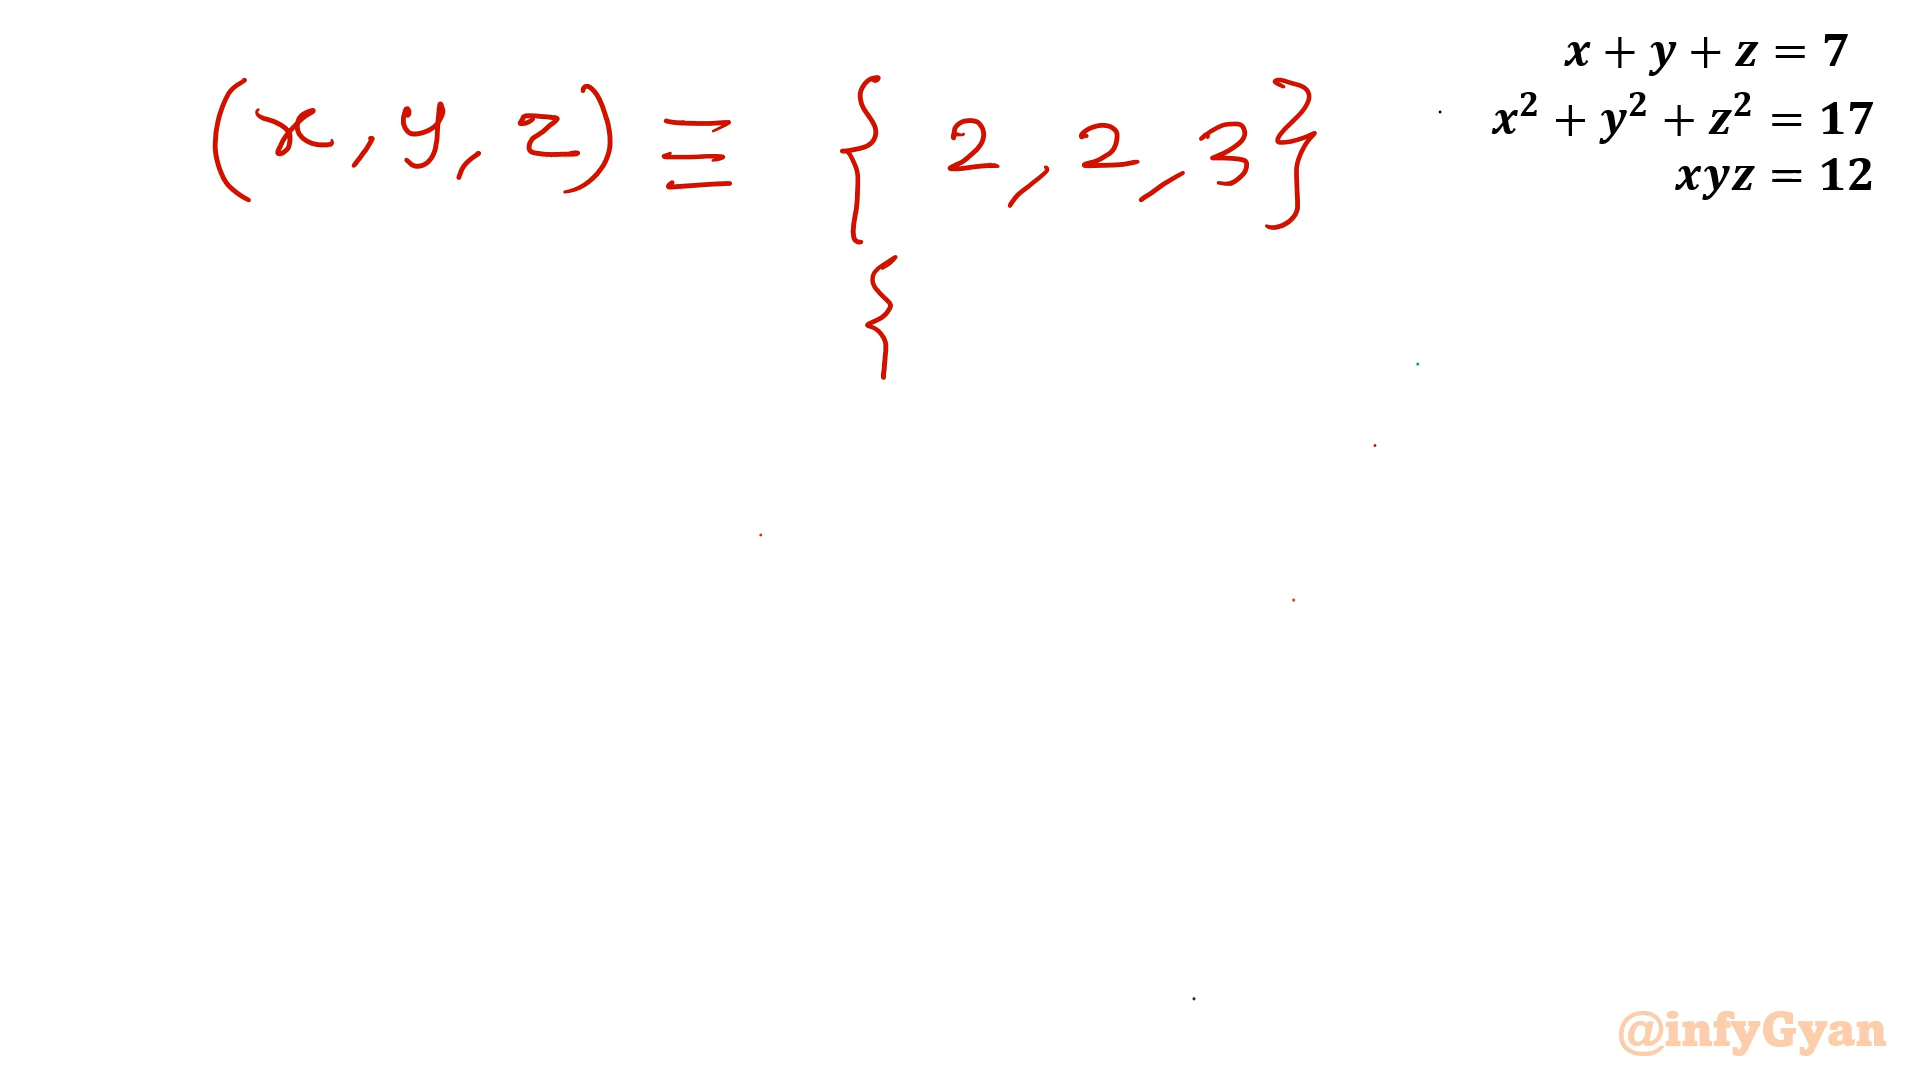 x + y + z = 7
x² + y² + z² = 17
xyz = 12
(x, y, z) ≡ { 2, 2, 3 }
{
@infyGyan